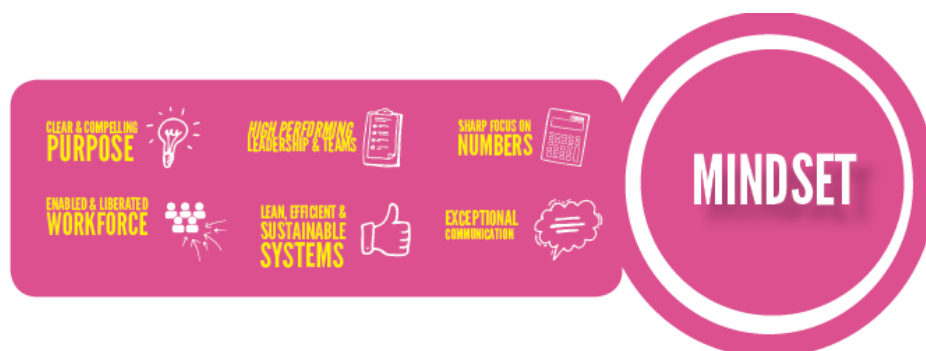 CLEAR & COMPELLING
PURPOSE
HIGH PERFORMING
LEADERSHIP & TEAMS
SHARP FOCUS ON
NUMBERS
ENABLED & LIBERATED
WORKFORCE
LEAN, EFFICIENT &
SUSTAINABLE
SYSTEMS
EXCEPTIONAL
COMMUNICATION
MINDSET